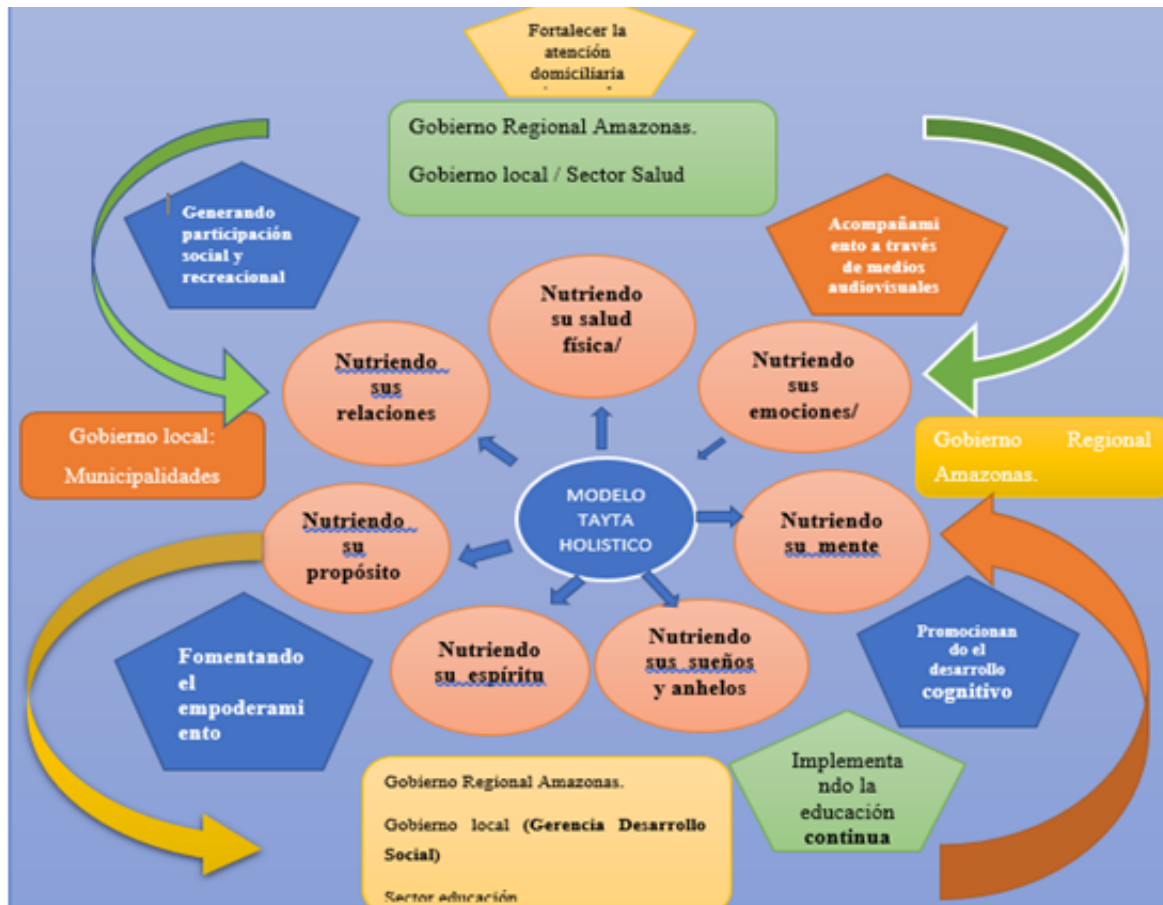 Fortalecer la
atención
domiciliaria
Gobierno Regional Amazonas.
Gobierno local / Sector Salud
Generando
participación
social y
recreacional
Acompañami
ento a través
de medios
audiovisuales
Nutriendo
su salud
física/
Nutriendo
sus
relaciones
Nutriendo
sus
emociones/
Gobierno local:
Municipalidades
Gobierno Regional
Amazonas.
MODELO
TAYTA
HOLISTICO
Nutriendo
su
propósito
Nutriendo
su mente
Nutriendo
su espíritu
Nutriendo
sus sueños
y anhelos
Fomentando
el
empoderami
ento
Promocionan
do el
desarrollo
cognitivo
Implementa
ndo la
educación
continua
Gobierno Regional Amazonas.
Gobierno local (Gerencia Desarrollo
Social)
Sector educación